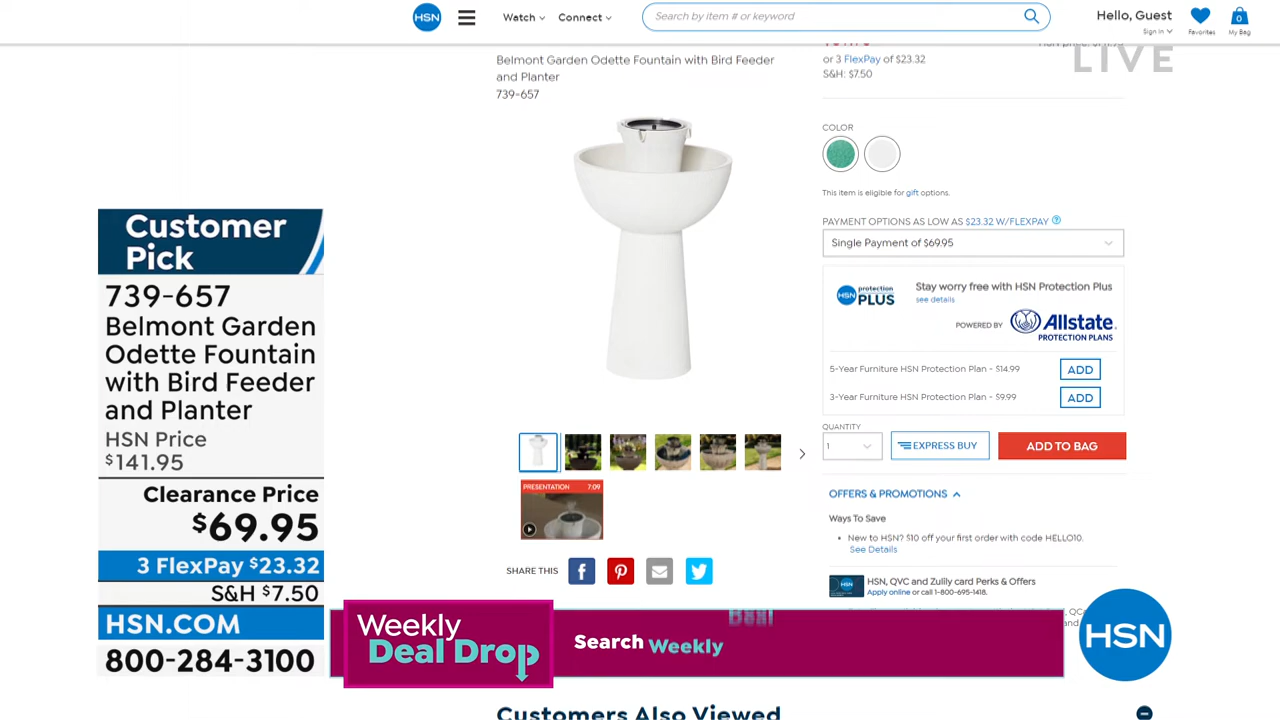 HSN
Watch
Connect
Search by item # or keyword
Hello, Guest
Sign In
Favorites
0
My Bag
LIVE
Belmont Garden Odette Fountain with Bird Feeder
and Planter
739-657
or 3 FlexPay of $23.32
S&H: $7.50
COLOR
This item is eligible for gift options.
PAYMENT OPTIONS AS LOW AS $23.32 W/FLEXPAY ?
Single Payment of $69.95
HSN protection PLUS
Stay worry free with HSN Protection Plus
see details
POWERED BY Allstate.
PROTECTION PLANS
5-Year Furniture HSN Protection Plan - $14.99
ADD
3-Year Furniture HSN Protection Plan - $9.99
ADD
QUANTITY
1
EXPRESS BUY
ADD TO BAG
PRESENTATION 7:09
SHARE THIS
OFFERS & PROMOTIONS
Ways To Save
New to HSN? $10 off your first order with code HELLO10.
See Details
HSN, QVC and Zulily card Perks & Offers
Apply online or call 1-800-695-1418.
Customer
Pick
739-657
Belmont Garden
Odette Fountain
with Bird Feeder
and Planter
HSN Price
$141.95
Clearance Price
$69.95
3 FlexPay $23.32
S&H $7.50
HSN.COM
800-284-3100
Weekly
Deal Drop
Search Weekly
Deal
HSN
Customers Also Viewed